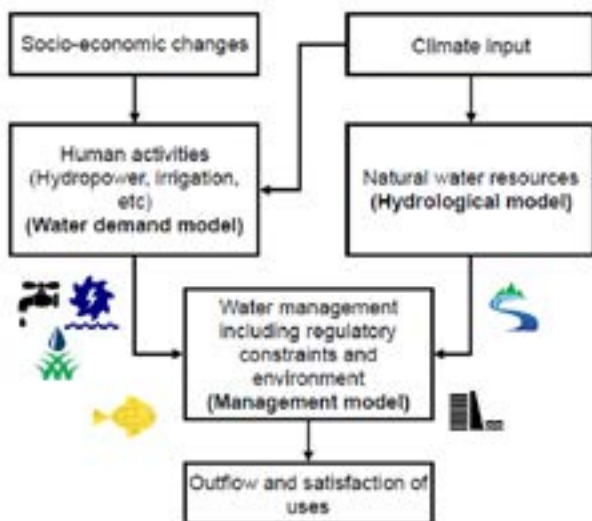 Socio-economic changes
Climate input
Human activities
(Hydropower, irrigation,
etc)
(Water demand model)
Natural water resources
(Hydrological model)
Water management
including regulatory
constraints and
environment
(Management model)
Outflow and satisfaction of
uses